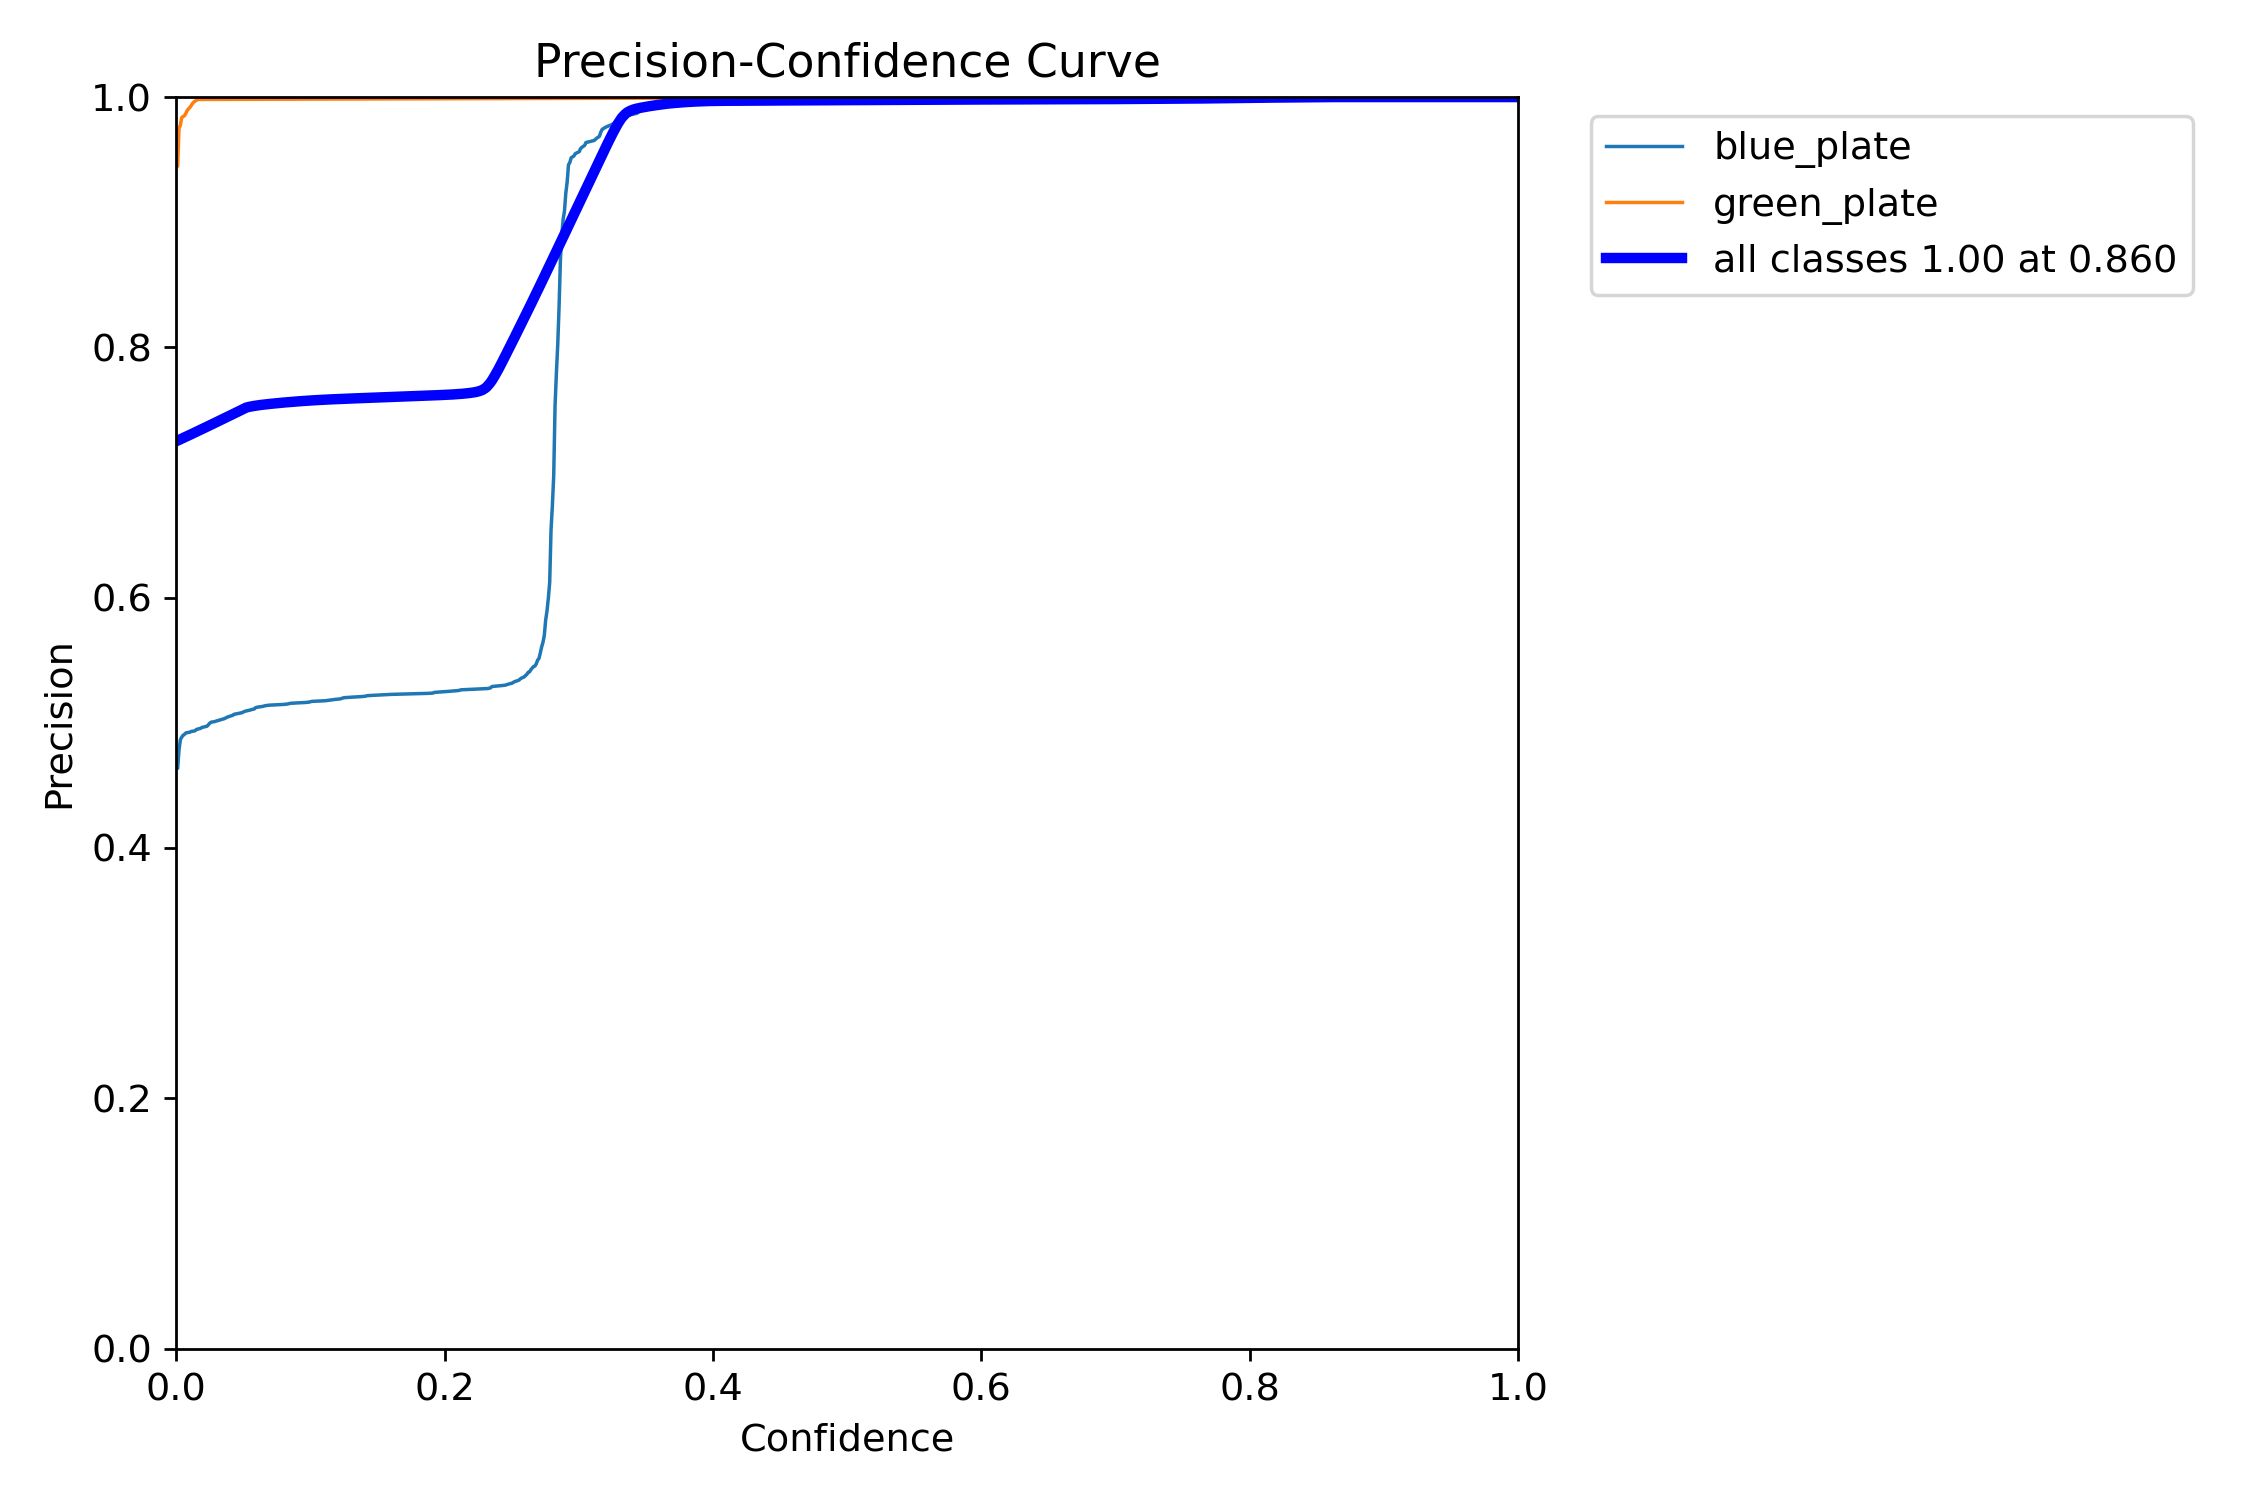 Precision-Confidence Curve
1.0
0.8
0.6
0.4
0.2
0.0
Precision
0.0 0.2 0.4 0.6 0.8 1.0
Confidence
blue_plate
green_plate
all classes 1.00 at 0.860